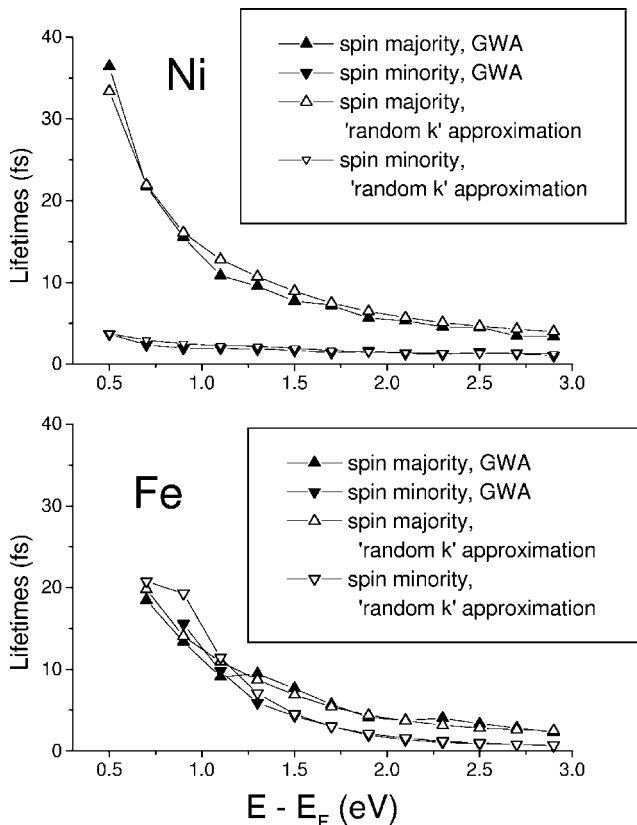 40
30
20
10
0
Lifetimes (fs)
Ni
spin majority, GWA
spin minority, GWA
spin majority,
'random k' approximation
spin minority,
'random k' approximation
0.5 1.0 1.5 2.0 2.5 3.0
40
30
20
10
0
Lifetimes (fs)
Fe
spin majority, GWA
spin minority, GWA
spin majority,
'random k' approximation
spin minority,
'random k' approximation
0.5 1.0 1.5 2.0 2.5 3.0
E - E_F (eV)